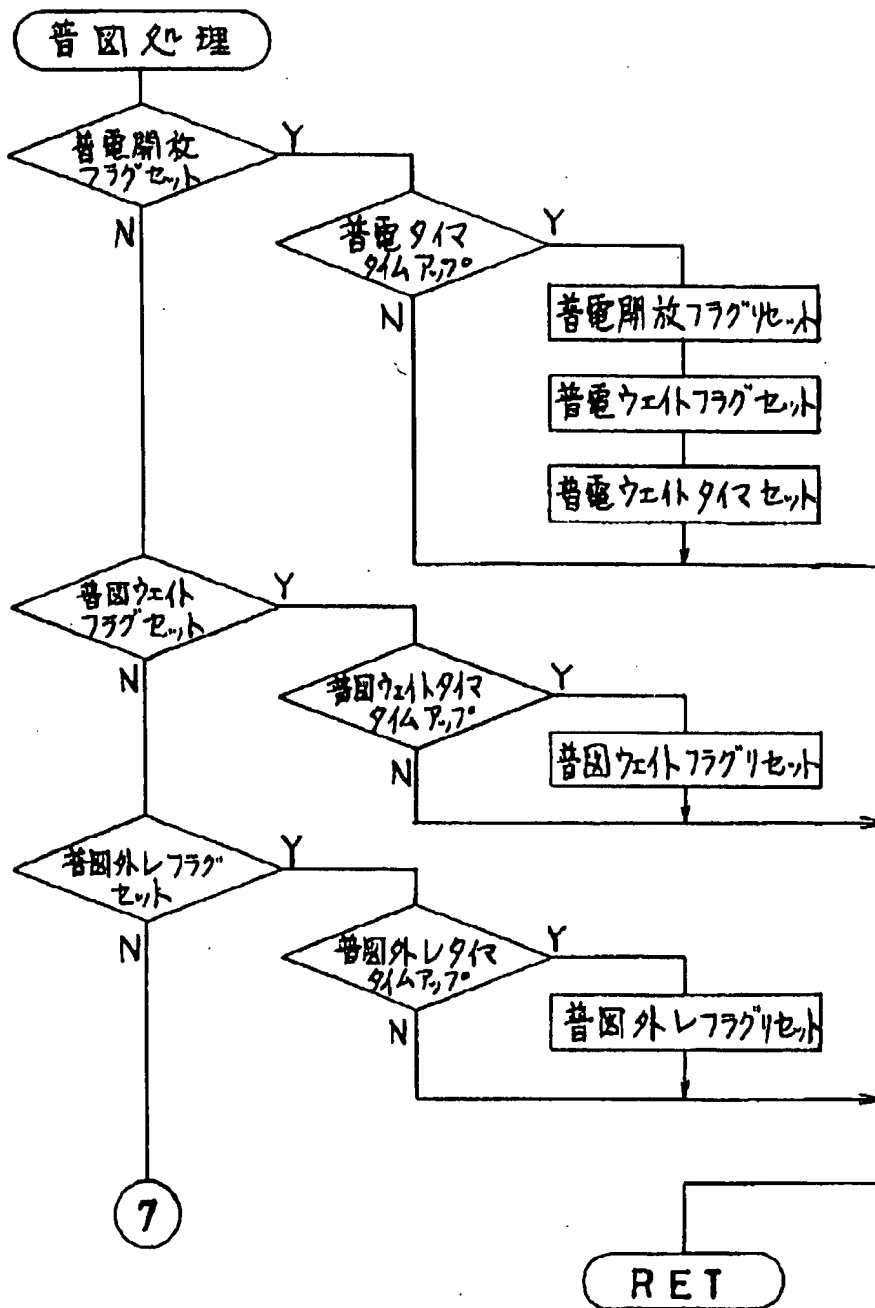 普図処理
普電開放
フラグセット
Y
N
普電タイマ
タイムアップ
Y
N
普電開放フラグリセット
普電ウェイトフラグセット
普電ウェイトタイマセット
普図ウェイト
フラグセット
Y
N
普図ウェイトタイマ
タイムアップ
Y
N
普図ウェイトフラグリセット
普図外レフラグ
セット
Y
N
普図外レタイマ
タイムアップ
Y
N
普図外レフラグリセット
7
RET